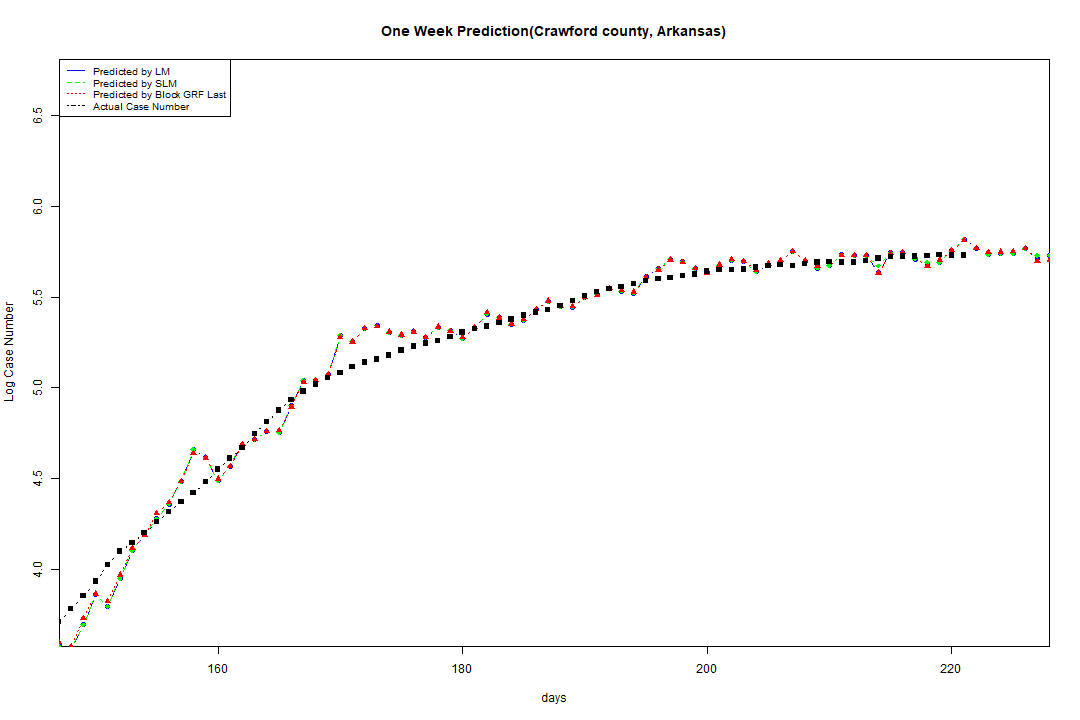 One Week Prediction(Crawford county, Arkansas)
Predicted by LM
Predicted by SLM
Predicted by Block GRF Last
Actual Case Number
6.5
6.0
5.5
5.0
4.5
4.0
Log Case Number
160 180 200 220
days